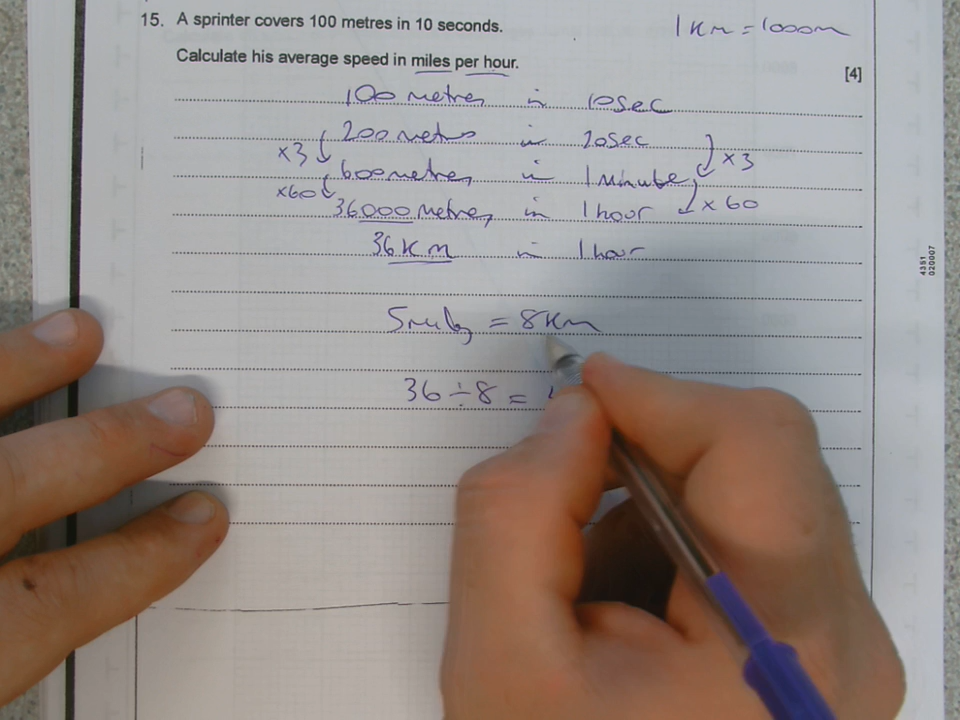 15. A sprinter covers 100 metres in 10 seconds.
1 Km = 1000m
Calculate his average speed in miles per hour.
[4]
100 metres in 10sec
200 metres in 20sec
×3 ×3
600 metres in 1 minute
×60 ×60
36000 metres in 1 hour
36Km in 1 hour
5 miles = 8Km
36 ÷ 8 =
4351
020007